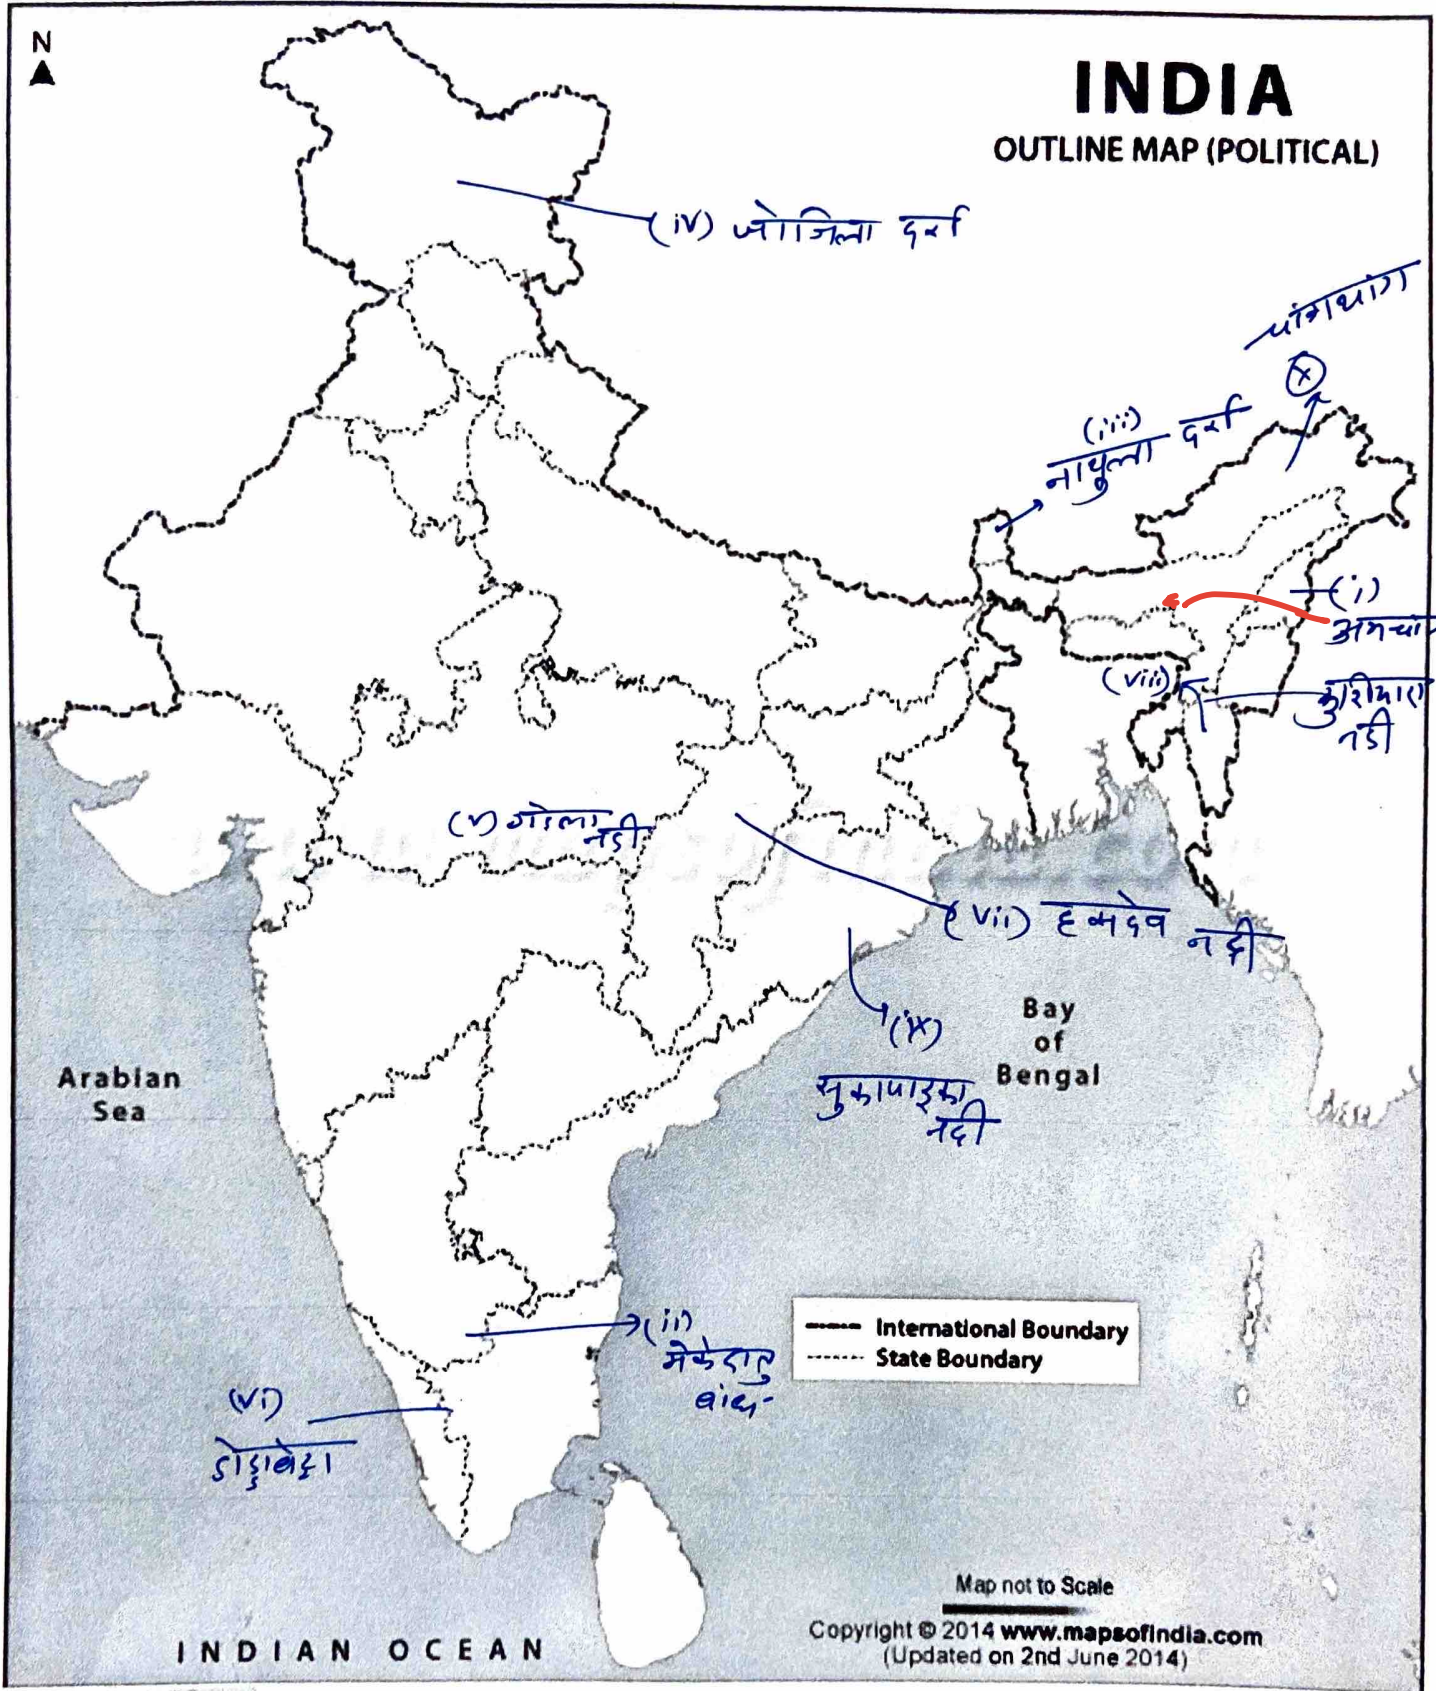 N
INDIA
OUTLINE MAP (POLITICAL)
(iv) जोजिला दर्रा
पांगथांग
(x)
(iii)
नाथुला दर्रा
(i)
(viii)
कुशियारा
नदी
(v) गोला
नदी
(vii) हसदेव नदी
(ix)
सुकापाइका
नदी
Bay
of
Bengal
Arabian
Sea
International Boundary
State Boundary
(ii)
मेकेदातु
बांध
(vi)
डोड्डाबेट्टा
Map not to Scale
Copyright © 2014 www.mapsofindia.com
(Updated on 2nd June 2014)
INDIAN OCEAN